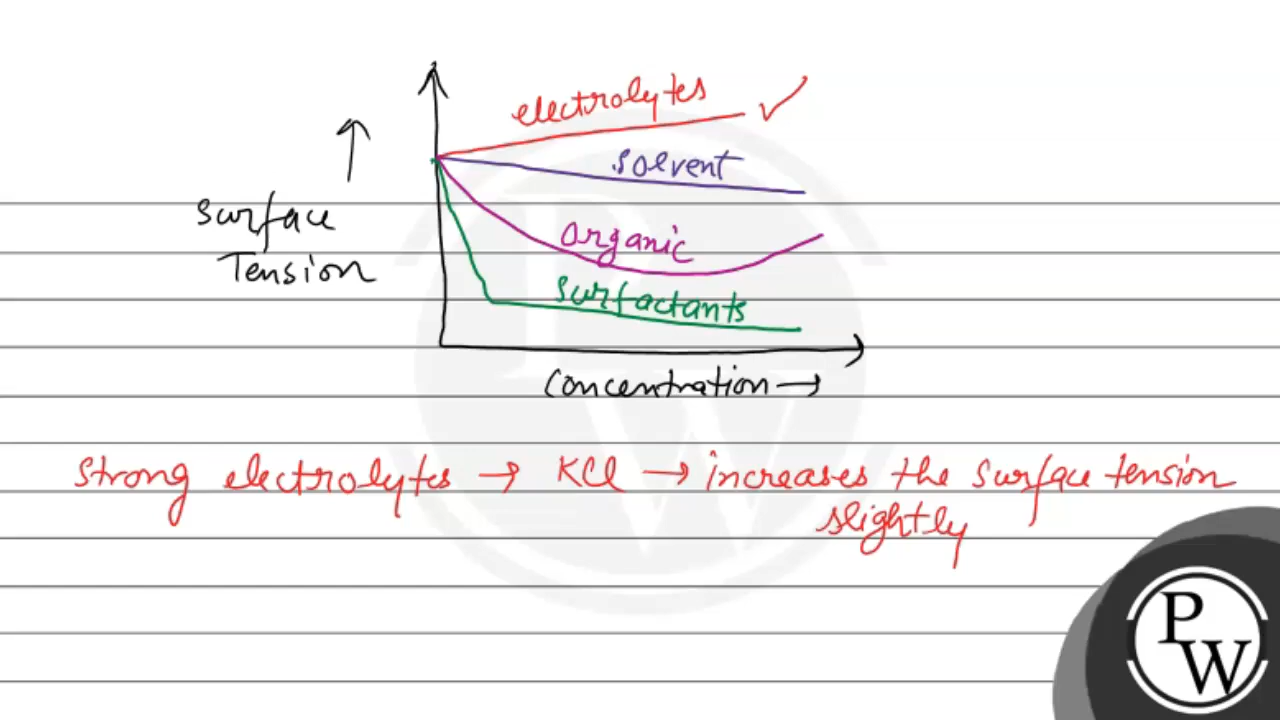 electrolytes ✓
solvent
↑
Surface
Tension
organic
surfactants
Concentration →
Strong electrolytes → KCl → increases the surface tension
slightly
P
W
PW